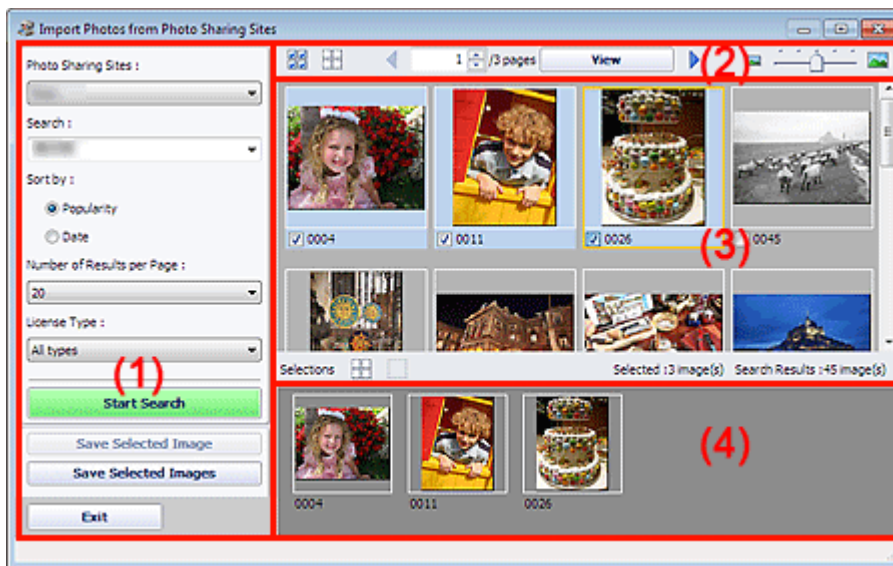 Import Photos from Photo Sharing Sites
Photo Sharing Sites :
Search :
Sort by :
Popularity
Date
Number of Results per Page :
20
License Type :
All types
(1)
Start Search
Save Selected Image
Save Selected Images
Exit
1 /3 pages View
(2)
0004 0011 0026 0045
(3)
Selections Selected :3 image(s) Search Results :45 image(s)
(4)
0004 0011 0026